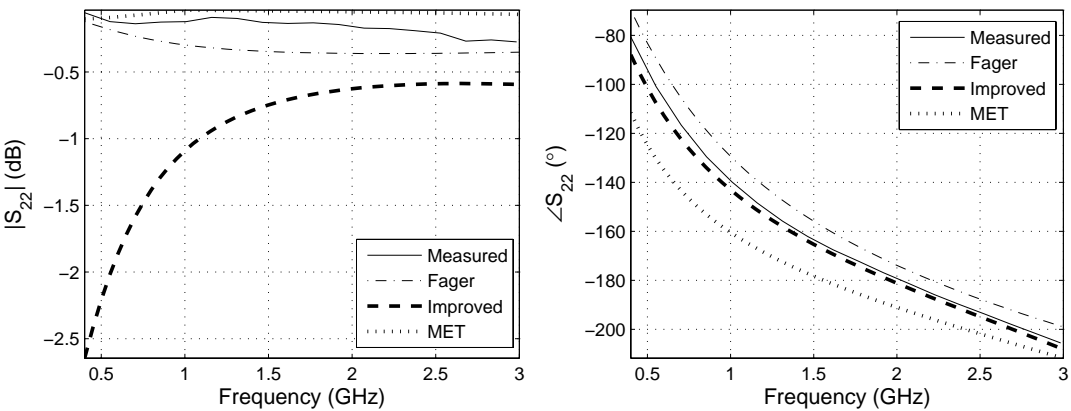 |S22| (dB)
−0.5
−1
−1.5
−2
−2.5
0.5 1 1.5 2 2.5 3
Frequency (GHz)
Measured
Fager
Improved
MET
∠S22 (°)
−80
−100
−120
−140
−160
−180
−200
0.5 1 1.5 2 2.5 3
Frequency (GHz)
Measured
Fager
Improved
MET